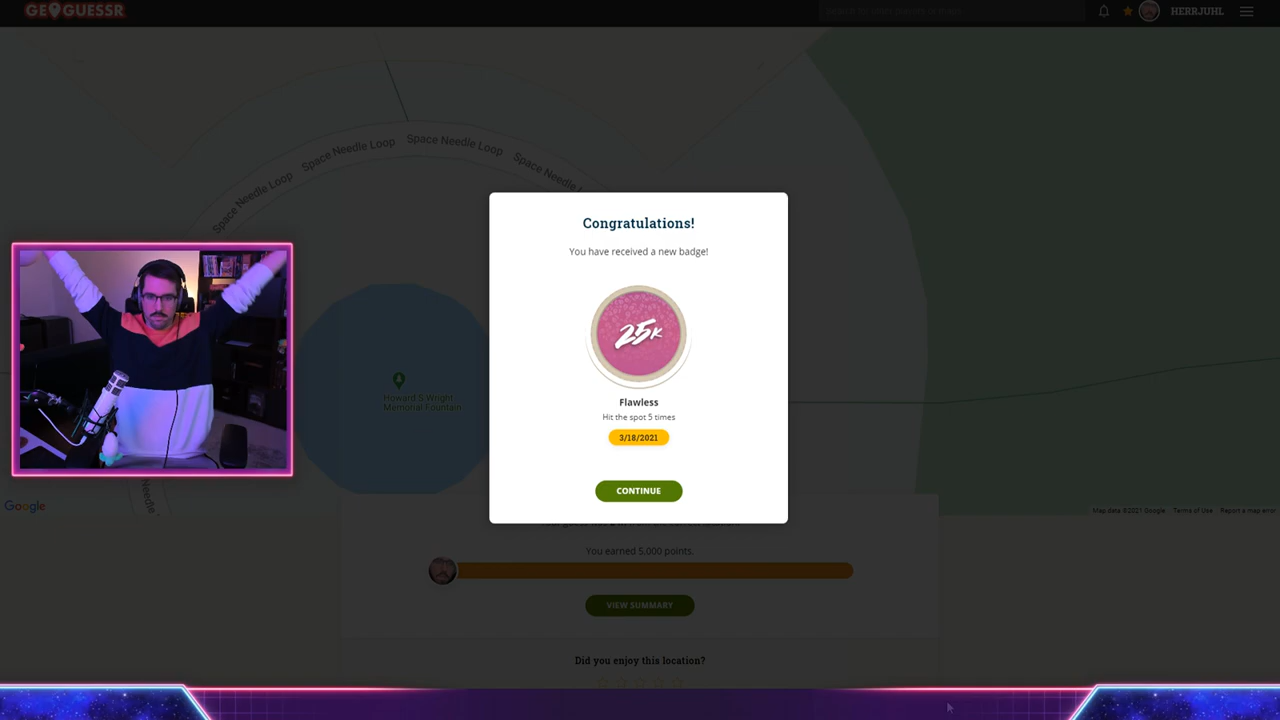 GEOGUESSR
HERRJUHL
Space Needle Loop
Space Needle Loop
Space Needle Loop
Space Needle
Congratulations!
You have received a new badge!
25K
Flawless
Hit the spot 5 times
3/18/2021
CONTINUE
Howard S Wright
Memorial Fountain
Needle
Google
Map data ©2021 Google
Terms of Use
Report a map error
You earned 5,000 points.
VIEW SUMMARY
Did you enjoy this location?